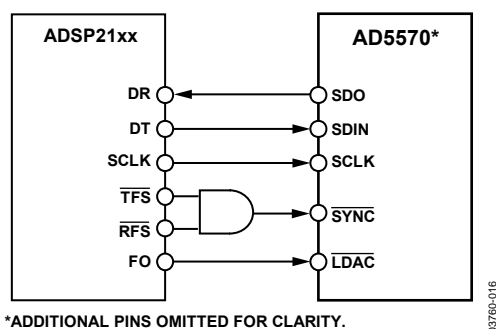 ADSP21xx
AD5570*
DR
SDO
DT
SDIN
SCLK
SCLK
TFS
SYNC
RFS
FO
LDAC
*ADDITIONAL PINS OMITTED FOR CLARITY.
03760-016